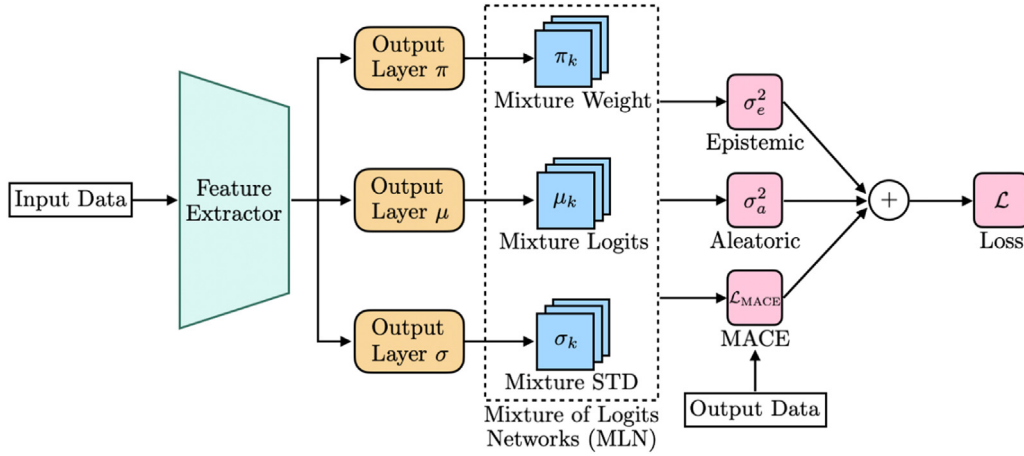 Input Data
Feature
Extractor
Output
Layer π
Output
Layer μ
Output
Layer σ
π_k
Mixture Weight
μ_k
Mixture Logits
σ_k
Mixture STD
Mixture of Logits
Networks (MLN)
σ_e^2
Epistemic
σ_a^2
Aleatoric
ℒ_MACE
MACE
Output Data
+
ℒ
Loss